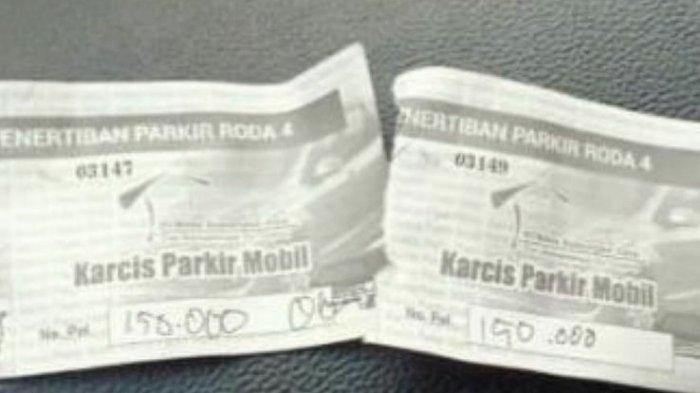 ENERTIBAN PARKIR RODA 4
03147
Karcis Parkir Mobil
No. Pol. 150.000
NERTIBAN PARKIR RODA 4
03149
Karcis Parkir Mobil
No. Pol. 150.000